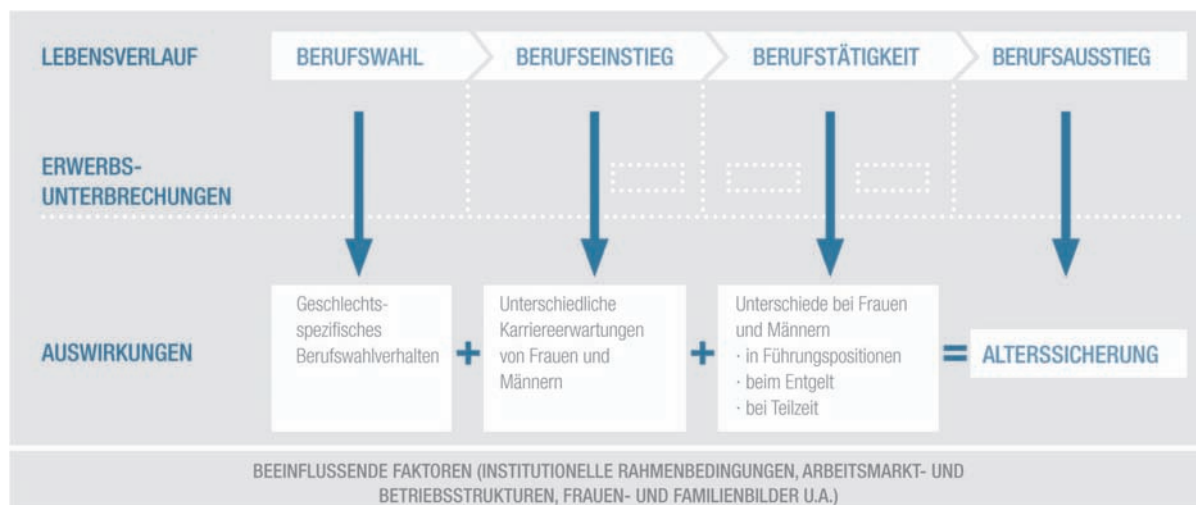 LEBENSVERLAUF
BERUFSWAHL
BERUFSEINSTIEG
BERUFSTÄTIGKEIT
BERUFSAUSSTIEG
ERWERBS-
UNTERBRECHUNGEN
AUSWIRKUNGEN
Geschlechts-
spezifisches
Berufswahlverhalten
+
Unterschiedliche
Karriereerwartungen
von Frauen und
Männern
+
Unterschiede bei Frauen
und Männern
· in Führungspositionen
· beim Entgelt
· bei Teilzeit
=
ALTERSSICHERUNG
BEEINFLUSSENDE FAKTOREN (INSTITUTIONELLE RAHMENBEDINGUNGEN, ARBEITSMARKT- UND
BETRIEBSSTRUKTUREN, FRAUEN- UND FAMILIENBILDER U.A.)